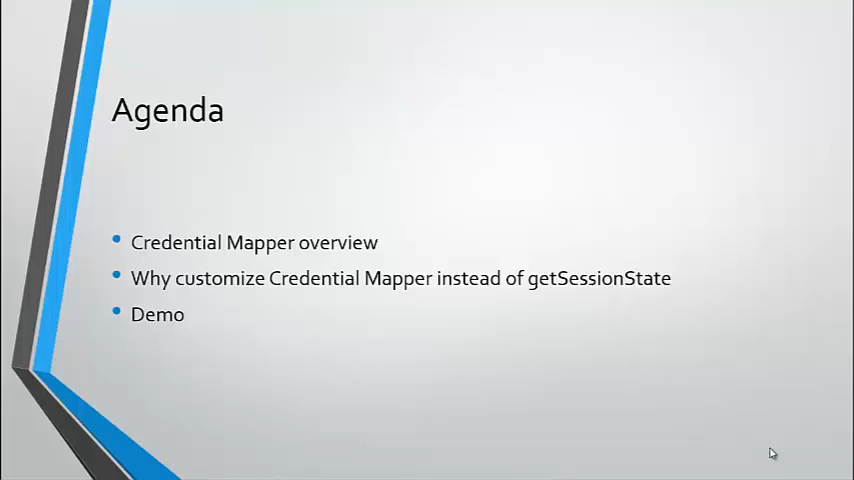 Agenda
• Credential Mapper overview
• Why customize Credential Mapper instead of getSessionState
• Demo